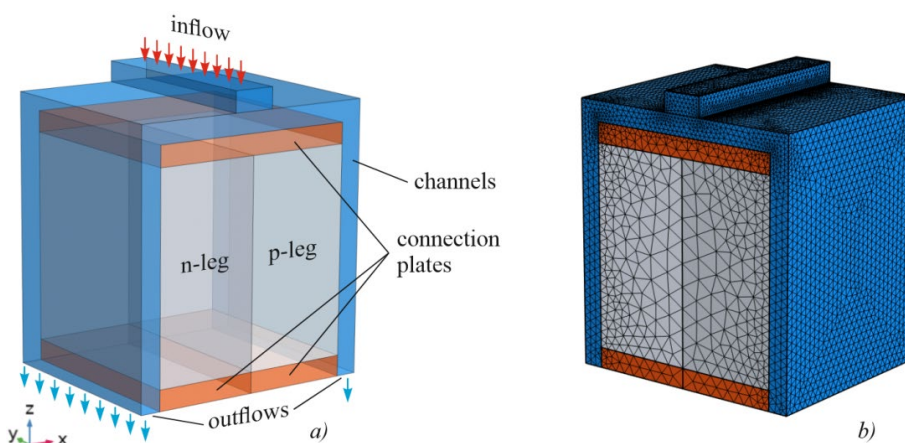 inflow
channels
n-leg
p-leg
connection
plates
outflows
z
y
x
a)
b)